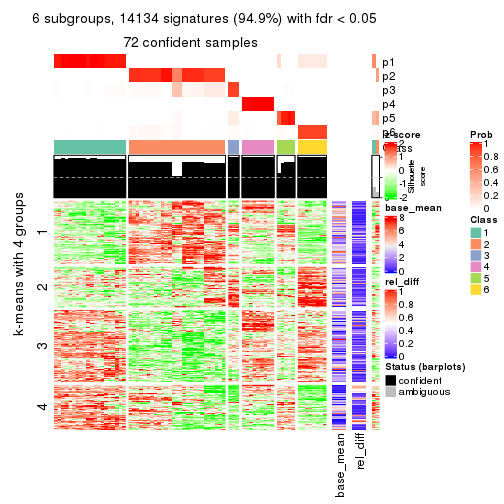 6 subgroups, 14134 signatures (94.9%) with fdr < 0.05
72 confident samples
p1
p2
p3
p4
p5
p6
Class
1
2
3
4
k-means with 4 groups
Silhouette
score
z-score
2
1
0
-1
-2
base_mean
8
6
4
2
0
rel_diff
1
0.8
0.6
0.4
0.2
0
Status (barplots)
confident
ambiguous
Prob
1
0.8
0.6
0.4
0.2
0
Class
1
2
3
4
5
6
base_mean
rel_diff